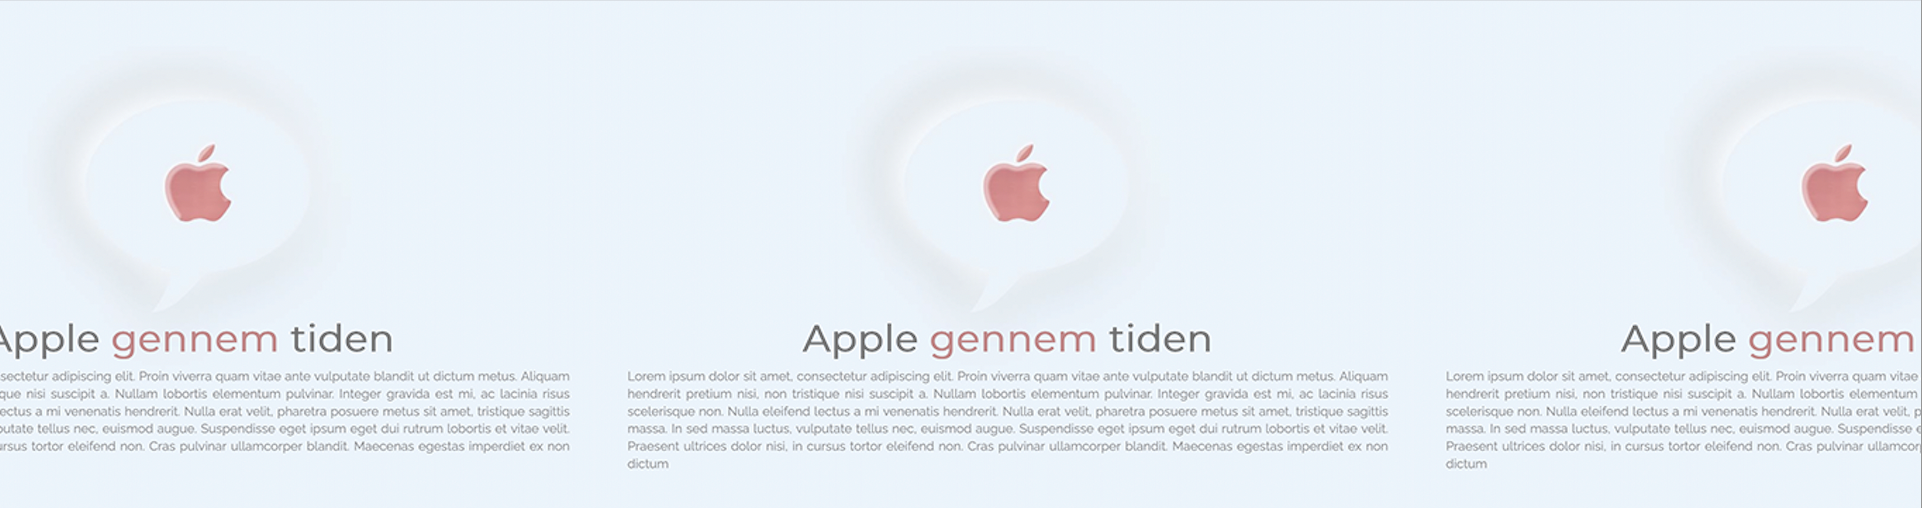 Apple gennem tiden
sectetur adipiscing elit. Proin viverra quam vitae ante vulputate blandit ut dictum metus. Aliquam
que nisi suscipit a. Nullam lobortis elementum pulvinar. Integer gravida est mi, ac lacinia risus
ectus a mi venenatis hendrerit. Nulla erat velit, pharetra posuere metus sit amet, tristique sagittis
putate tellus nec, euismod augue. Suspendisse eget ipsum eget dui rutrum lobortis et vitae velit.
ursus tortor eleifend non. Cras pulvinar ullamcorper blandit. Maecenas egestas imperdiet ex non
Apple gennem tiden
Lorem ipsum dolor sit amet, consectetur adipiscing elit. Proin viverra quam vitae ante vulputate blandit ut dictum metus. Aliquam
hendrerit pretium nisi, non tristique nisi suscipit a. Nullam lobortis elementum pulvinar. Integer gravida est mi, ac lacinia risus
scelerisque non. Nulla eleifend lectus a mi venenatis hendrerit. Nulla erat velit, pharetra posuere metus sit amet, tristique sagittis
massa. In sed massa luctus, vulputate tellus nec, euismod augue. Suspendisse eget ipsum eget dui rutrum lobortis et vitae velit.
Praesent ultrices dolor nisi, in cursus tortor eleifend non. Cras pulvinar ullamcorper blandit. Maecenas egestas imperdiet ex non
dictum
Apple gennem
Lorem ipsum dolor sit amet, consectetur adipiscing elit. Proin viverra quam vitae
hendrerit pretium nisi, non tristique nisi suscipit a. Nullam lobortis elementum
scelerisque non. Nulla eleifend lectus a mi venenatis hendrerit. Nulla erat velit, p
massa. In sed massa luctus, vulputate tellus nec, euismod augue. Suspendisse e
Praesent ultrices dolor nisi, in cursus tortor eleifend non. Cras pulvinar ullamcorp
dictum